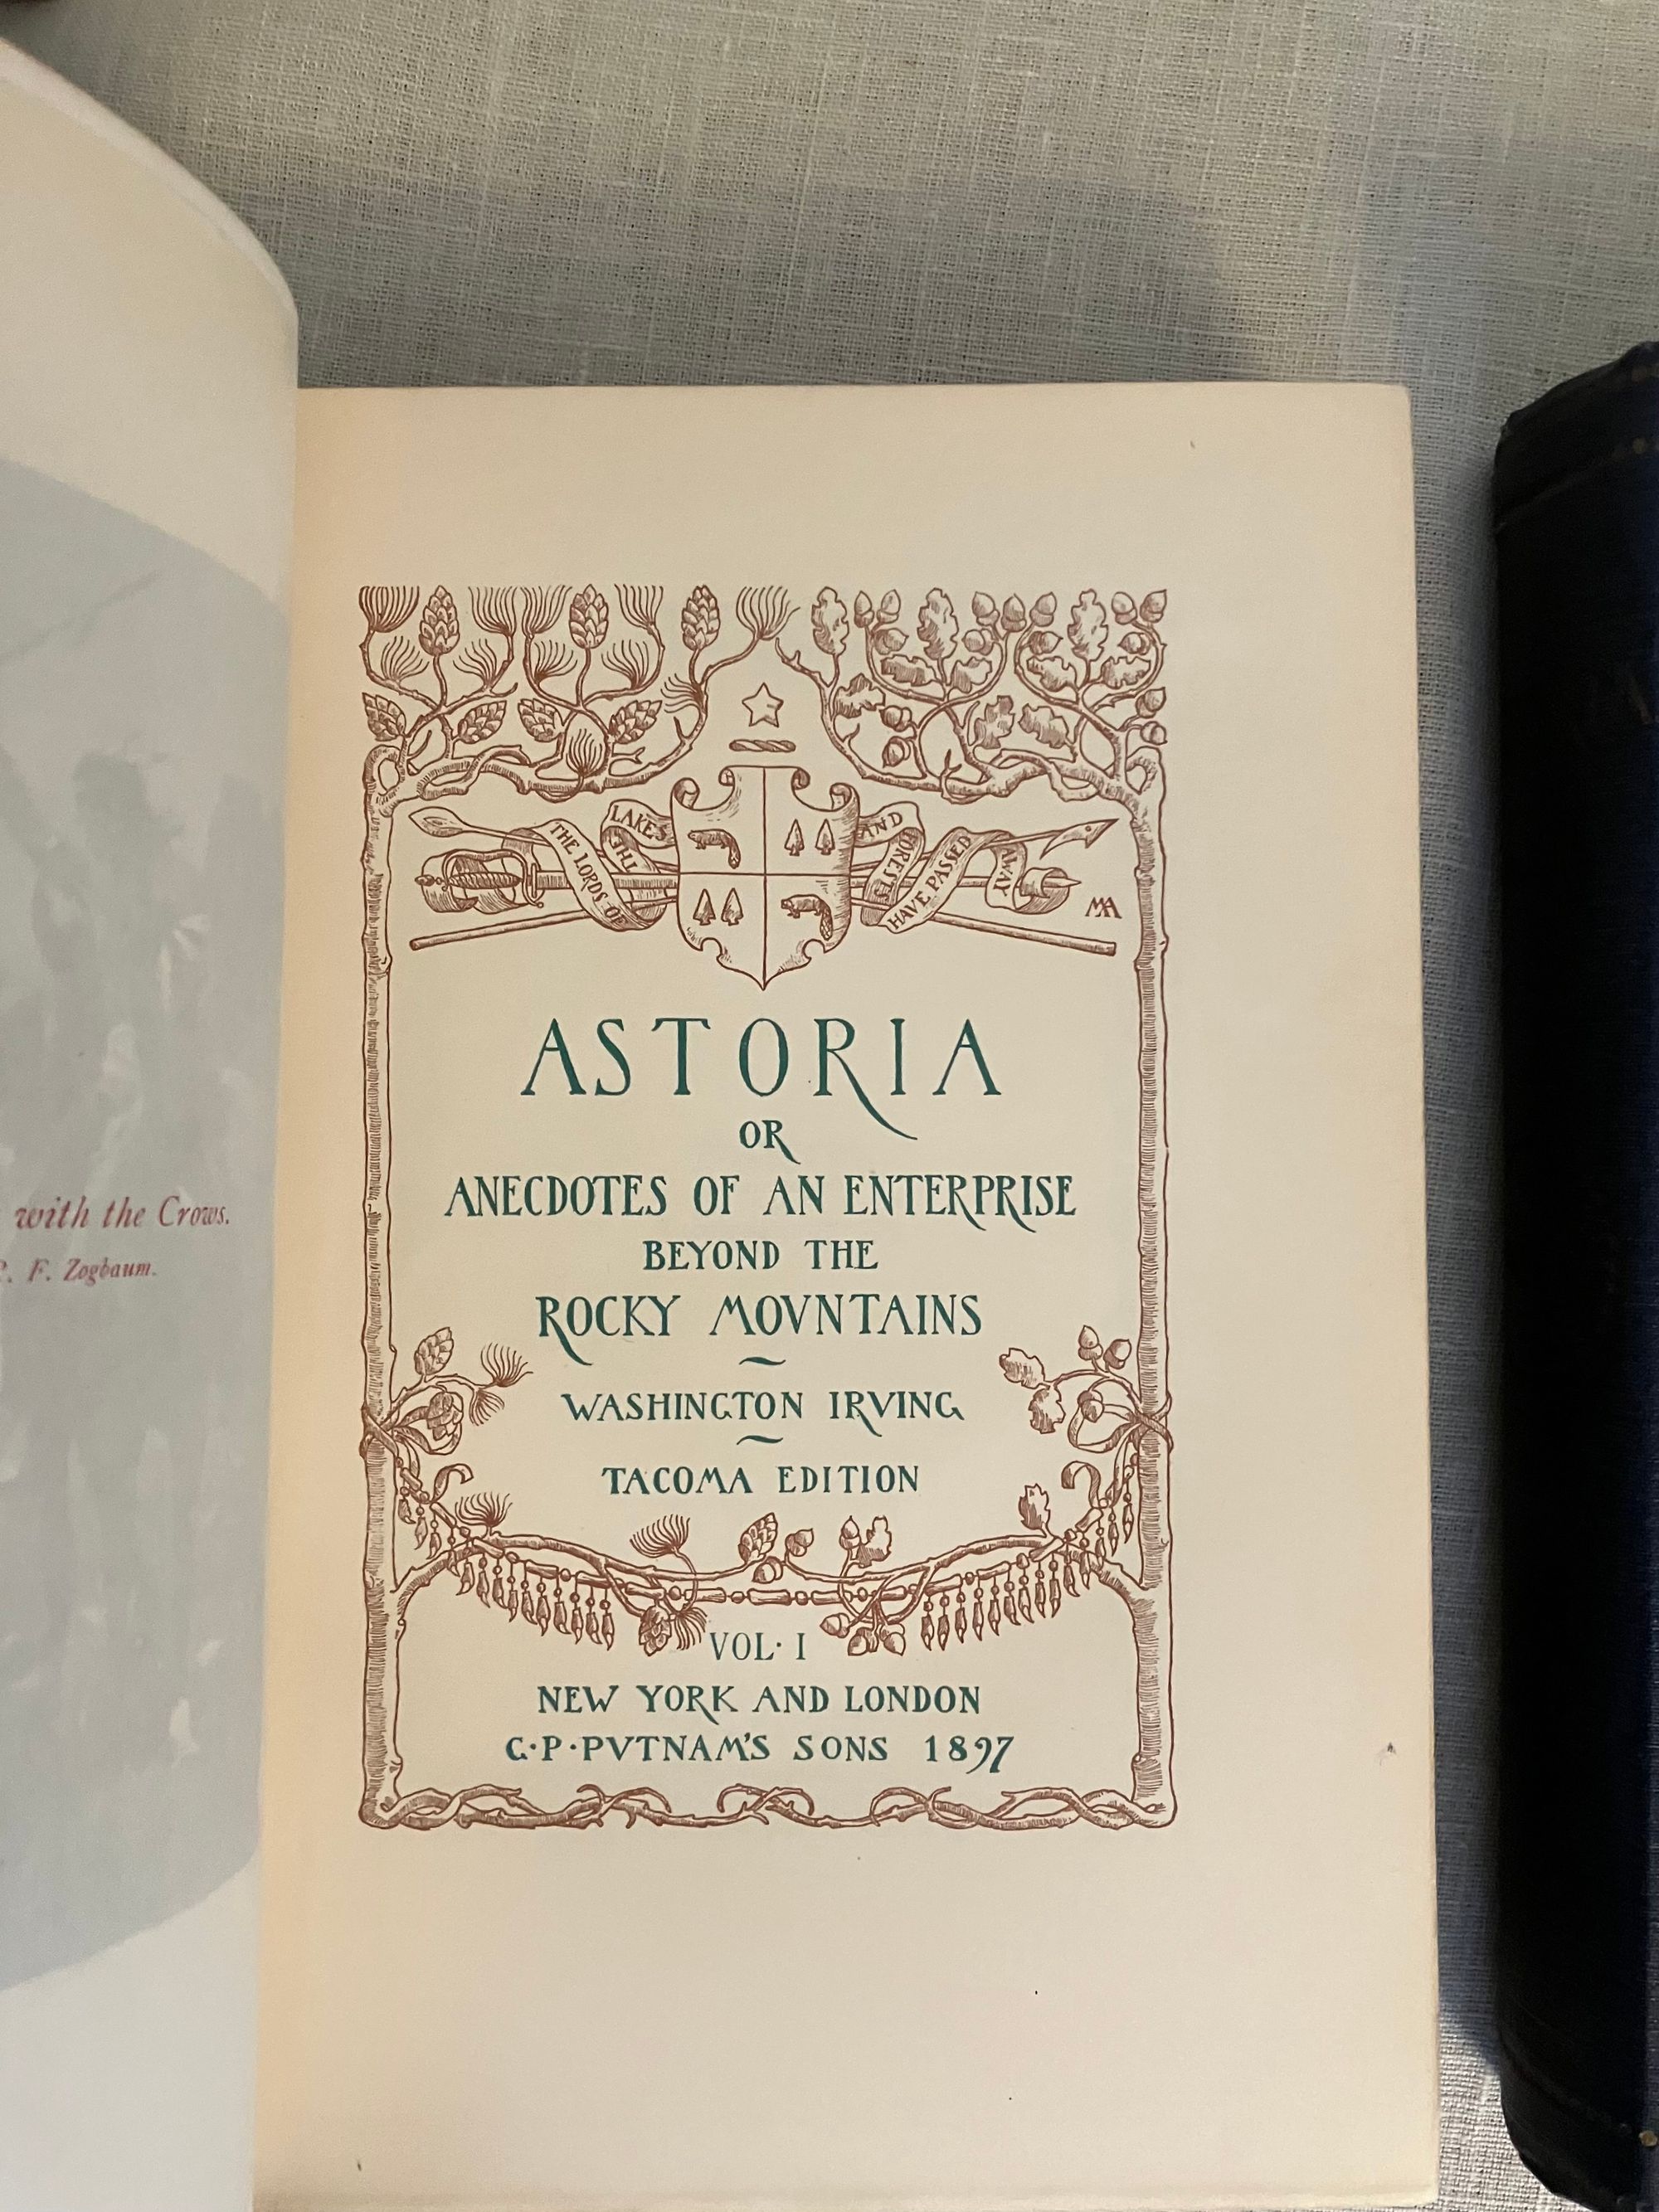 with the Crows.
F. Zogbaum.
THE LORDS OF
THE
LAKES
AND
FORESTS
HAVE PASSED
AWAY
MA
ASTORIA
OR
ANECDOTES OF AN ENTERPRISE
BEYOND THE
ROCKY MOVNTAINS
WASHINGTON IRVING
TACOMA EDITION
VOL· I
NEW YORK AND LONDON
G·P·PVTNAM'S SONS 1897